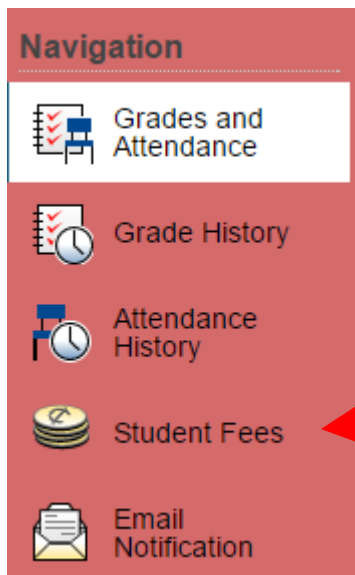 Navigation
Grades and
Attendance
Grade History
Attendance
History
Student Fees
Email
Notification